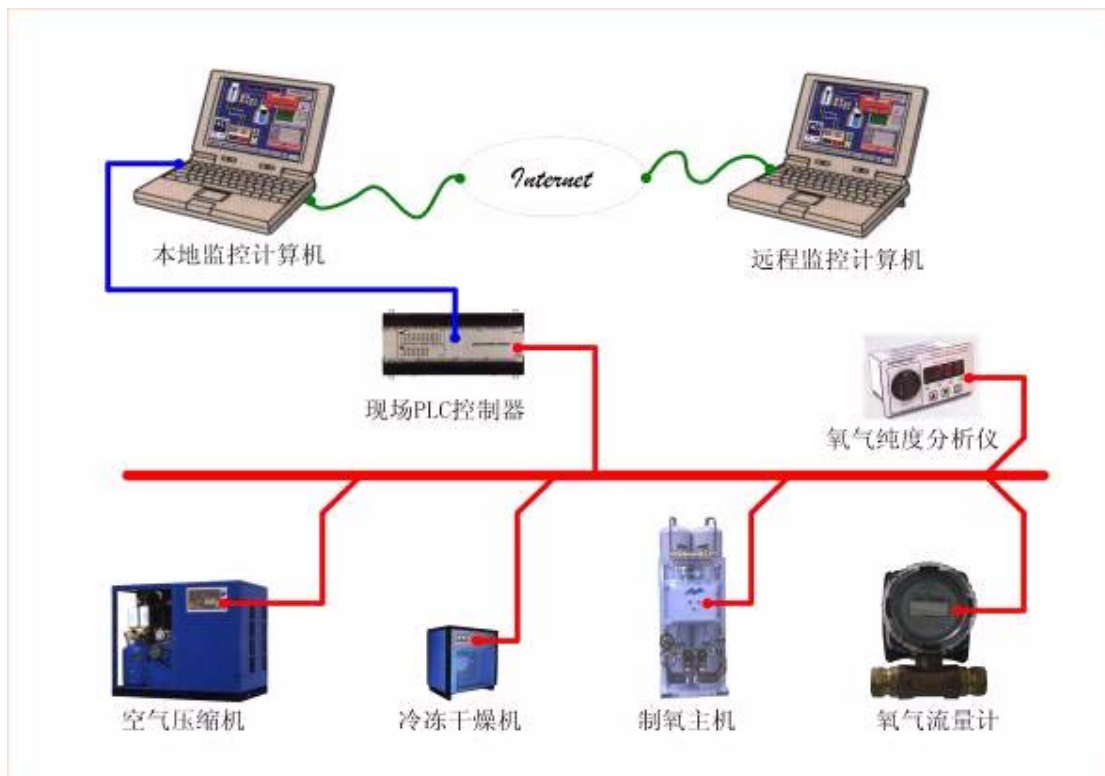 Internet
本地监控计算机
远程监控计算机
现场PLC控制器
氧气纯度分析仪
空气压缩机
冷冻干燥机
制氧主机
氧气流量计